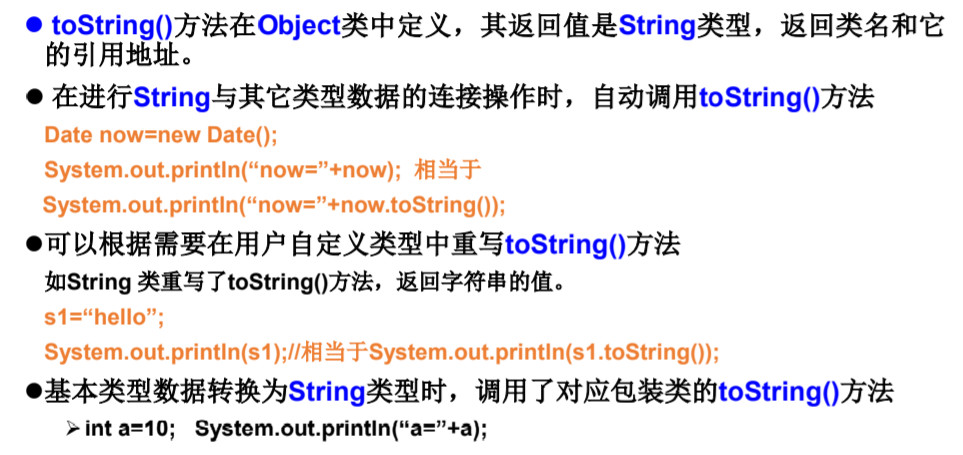 ● toString()方法在Object类中定义，其返回值是String类型，返回类名和它
的引用地址。
● 在进行String与其它类型数据的连接操作时，自动调用toString()方法
Date now=new Date();
System.out.println(“now=”+now); 相当于
System.out.println(“now=”+now.toString());
●可以根据需要在用户自定义类型中重写toString()方法
如String 类重写了toString()方法，返回字符串的值。
s1=“hello”;
System.out.println(s1);//相当于System.out.println(s1.toString());
●基本类型数据转换为String类型时，调用了对应包装类的toString()方法
➢ int a=10; System.out.println(“a=”+a);